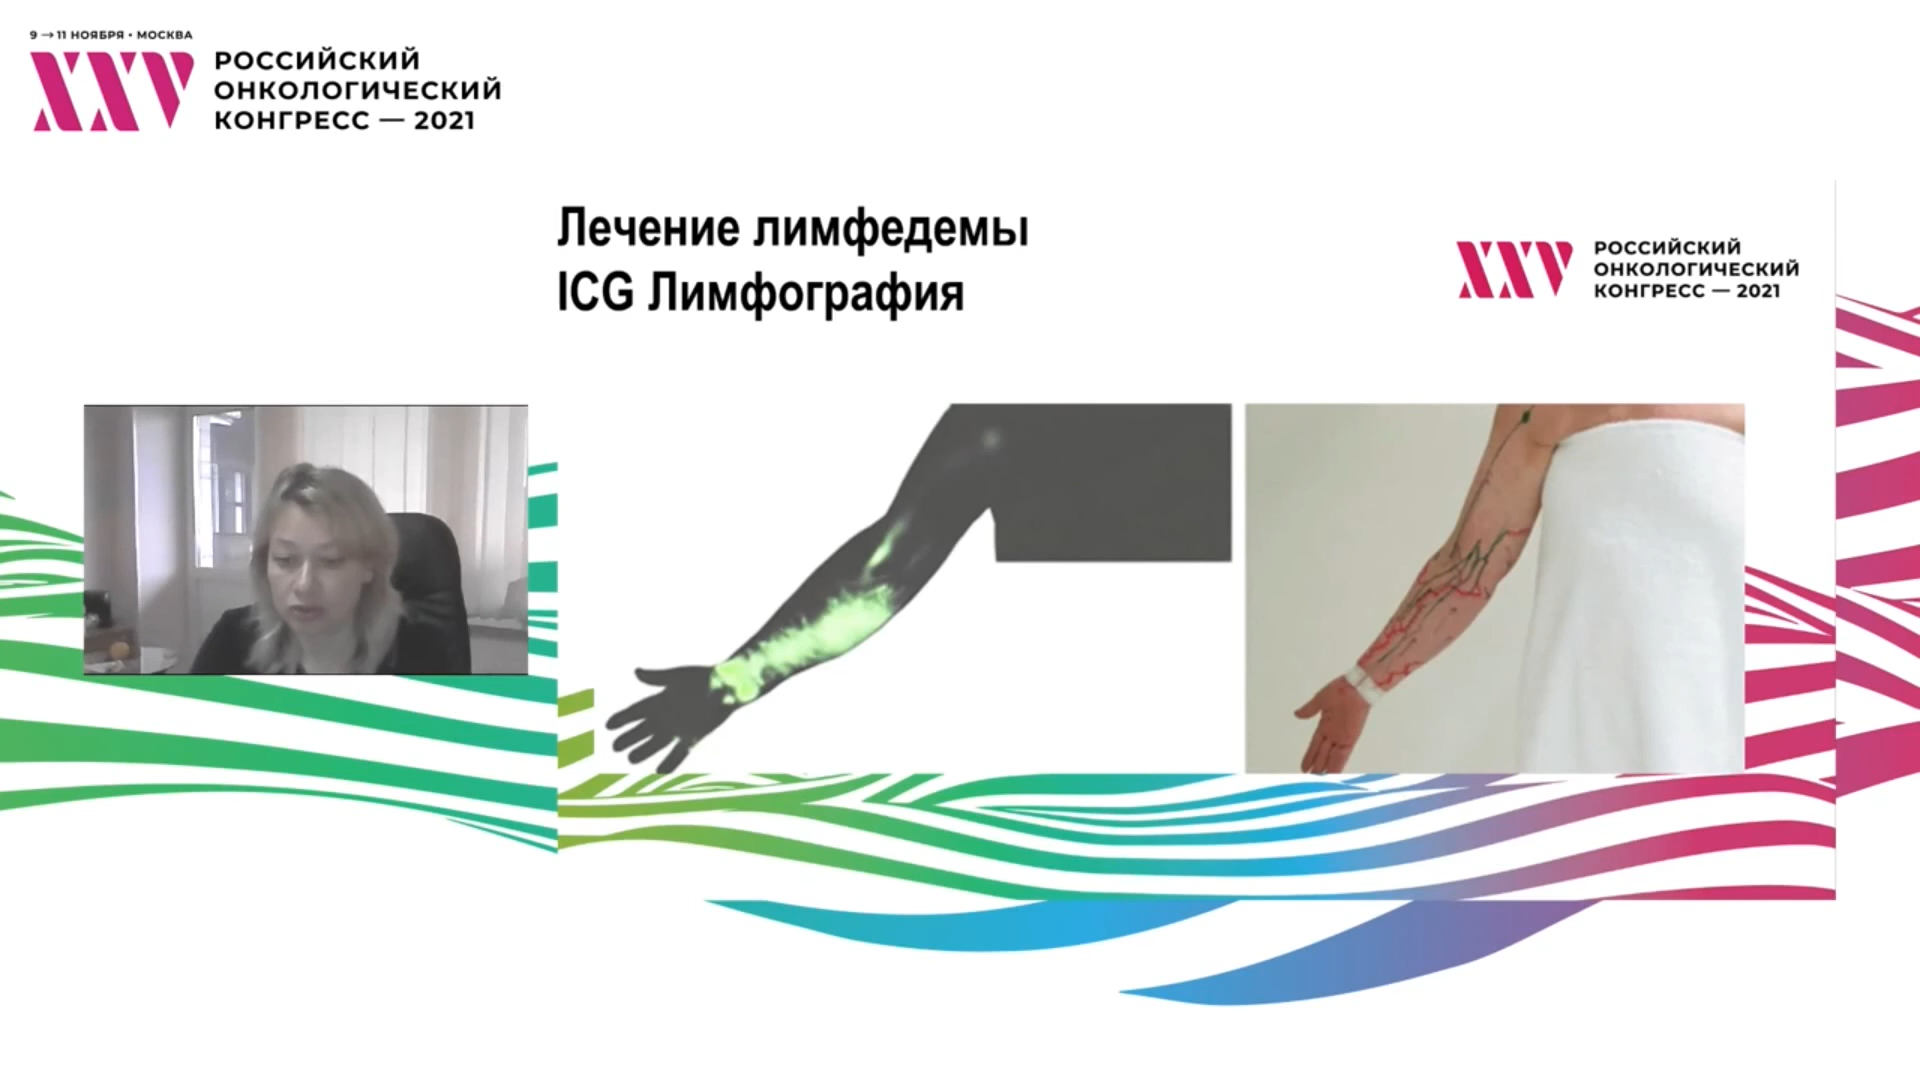 9 → 11 НОЯБРЯ • МОСКВА
XXV
РОССИЙСКИЙ
ОНКОЛОГИЧЕСКИЙ
КОНГРЕСС — 2021
Лечение лимфедемы
ICG Лимфография
XXV
РОССИЙСКИЙ
ОНКОЛОГИЧЕСКИЙ
КОНГРЕСС — 2021